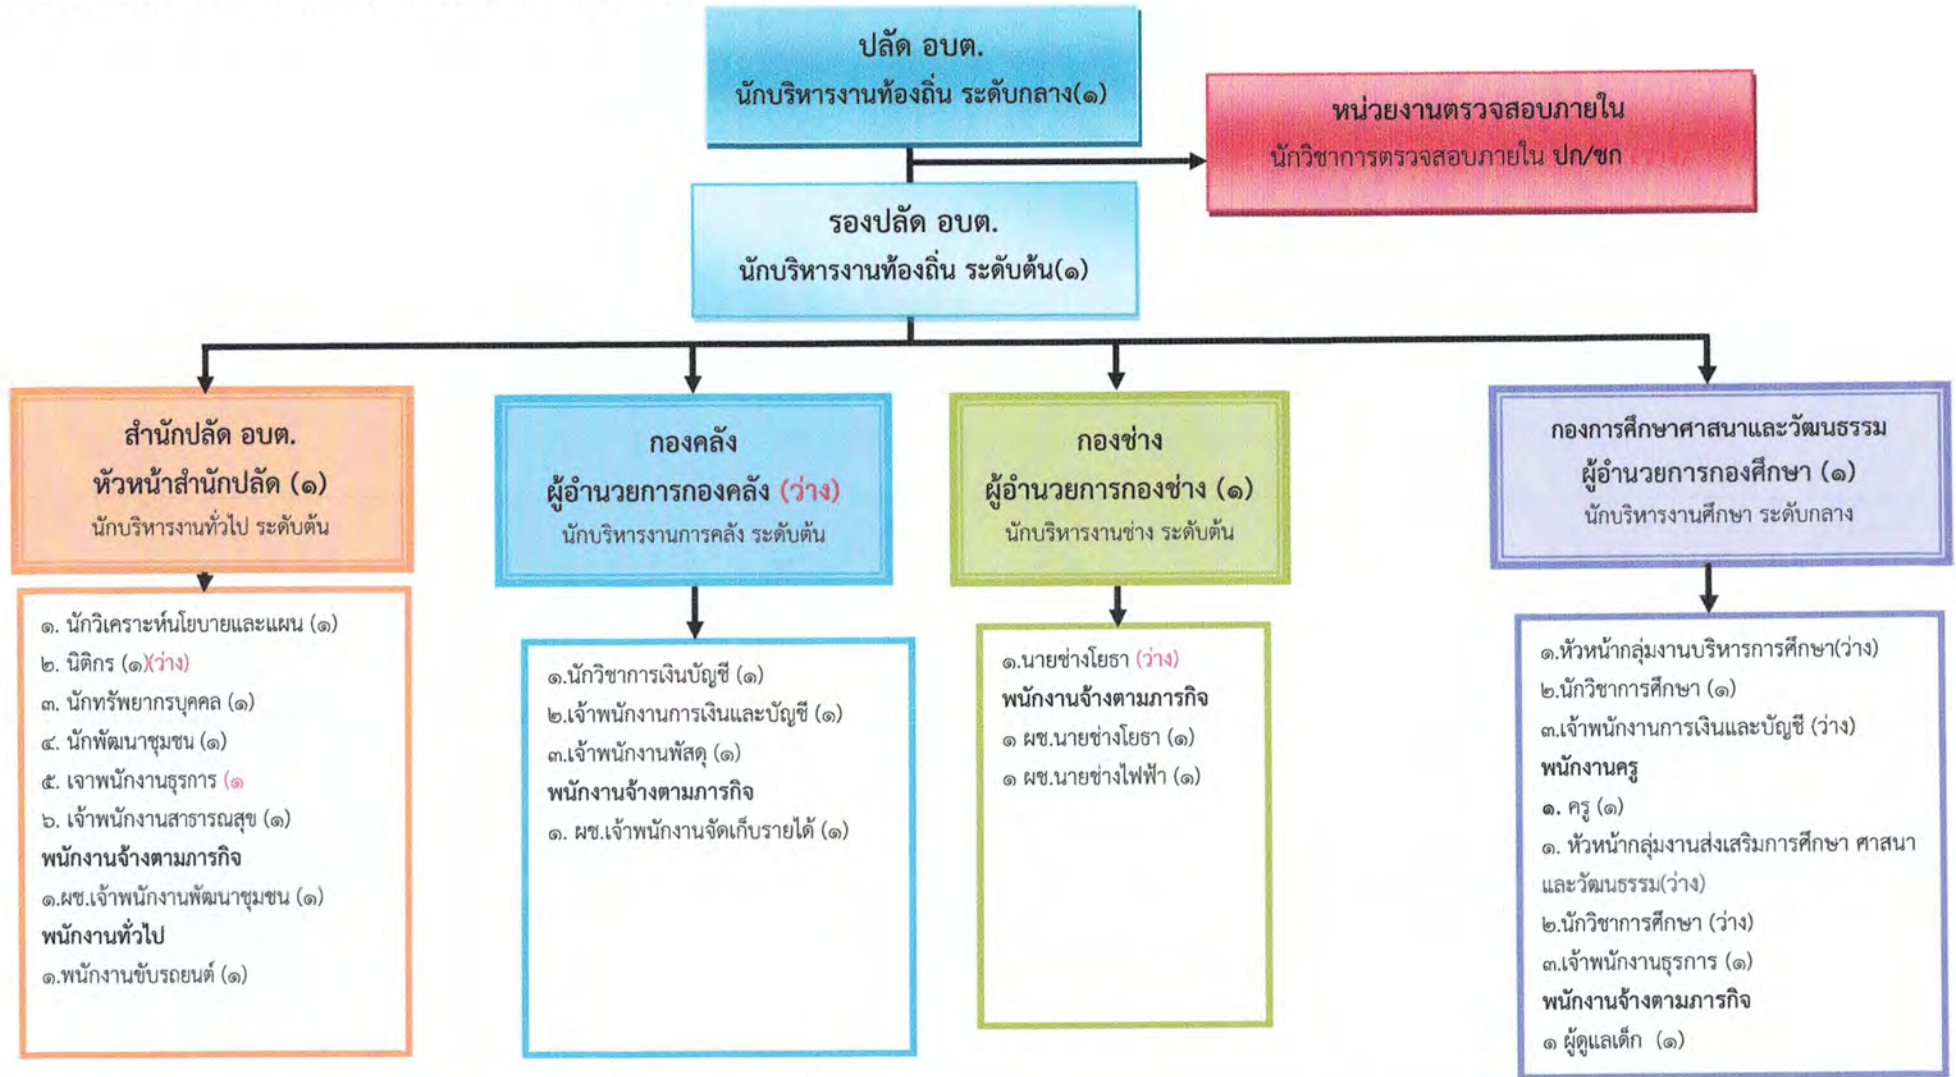 ปลัด อบต.
นักบริหารงานท้องถิ่น ระดับกลาง(๑)
หน่วยงานตรวจสอบภายใน
นักวิชาการตรวจสอบภายใน ปก/ชก (ว่าง)
รองปลัด อบต.
นักบริหารงานท้องถิ่น ระดับต้น(๑)
สำนักปลัด อบต.
หัวหน้าสำนักปลัด (๑)
นักบริหารงานทั่วไป ระดับต้น
๑. นักวิเคราะห์นโยบายและแผน (๑)
๒. นิติกร (๑)(ว่าง)
๓. นักทรัพยากรบุคคล (๑)
๔. นักพัฒนาชุมชน (๑)
๕. เจาพนักงานธุรการ (๑
๖. เจ้าพนักงานสาธารณสุข (๑)
พนักงานจ้างตามภารกิจ
๑.ผช.เจ้าพนักงานพัฒนาชุมชน (๑)
พนักงานทั่วไป
๑.พนักงานขับรถยนต์ (๑)
กองคลัง
ผู้อำนวยการกองคลัง (ว่าง)
นักบริหารงานการคลัง ระดับต้น
๑.นักวิชาการเงินบัญชี (๑)
๒.เจ้าพนักงานการเงินและบัญชี (๑)
๓.เจ้าพนักงานพัสดุ (๑)
พนักงานจ้างตามภารกิจ
๑. ผช.เจ้าพนักงานจัดเก็บรายได้ (๑)
กองช่าง
ผู้อำนวยการกองช่าง (๑)
นักบริหารงานช่าง ระดับต้น
๑.นายช่างโยธา (ว่าง)
พนักงานจ้างตามภารกิจ
๑ ผช.นายช่างโยธา (๑)
๑ ผช.นายช่างไฟฟ้า (๑)
กองการศึกษาศาสนาและวัฒนธรรม
ผู้อำนวยการกองศึกษา (๑)
นักบริหารงานศึกษา ระดับกลาง
๑.หัวหน้ากลุ่มงานบริหารการศึกษา(ว่าง)
๒.นักวิชาการศึกษา (๑)
๓.เจ้าพนักงานการเงินและบัญชี (ว่าง)
พนักงานครู
๑. ครู (๑)
๑. หัวหน้ากลุ่มงานส่งเสริมการศึกษา ศาสนา
และวัฒนธรรม(ว่าง)
๒.นักวิชาการศึกษา (ว่าง)
๓.เจ้าพนักงานธุรการ (๑)
พนักงานจ้างตามภารกิจ
๑ ผู้ดูแลเด็ก (๑)